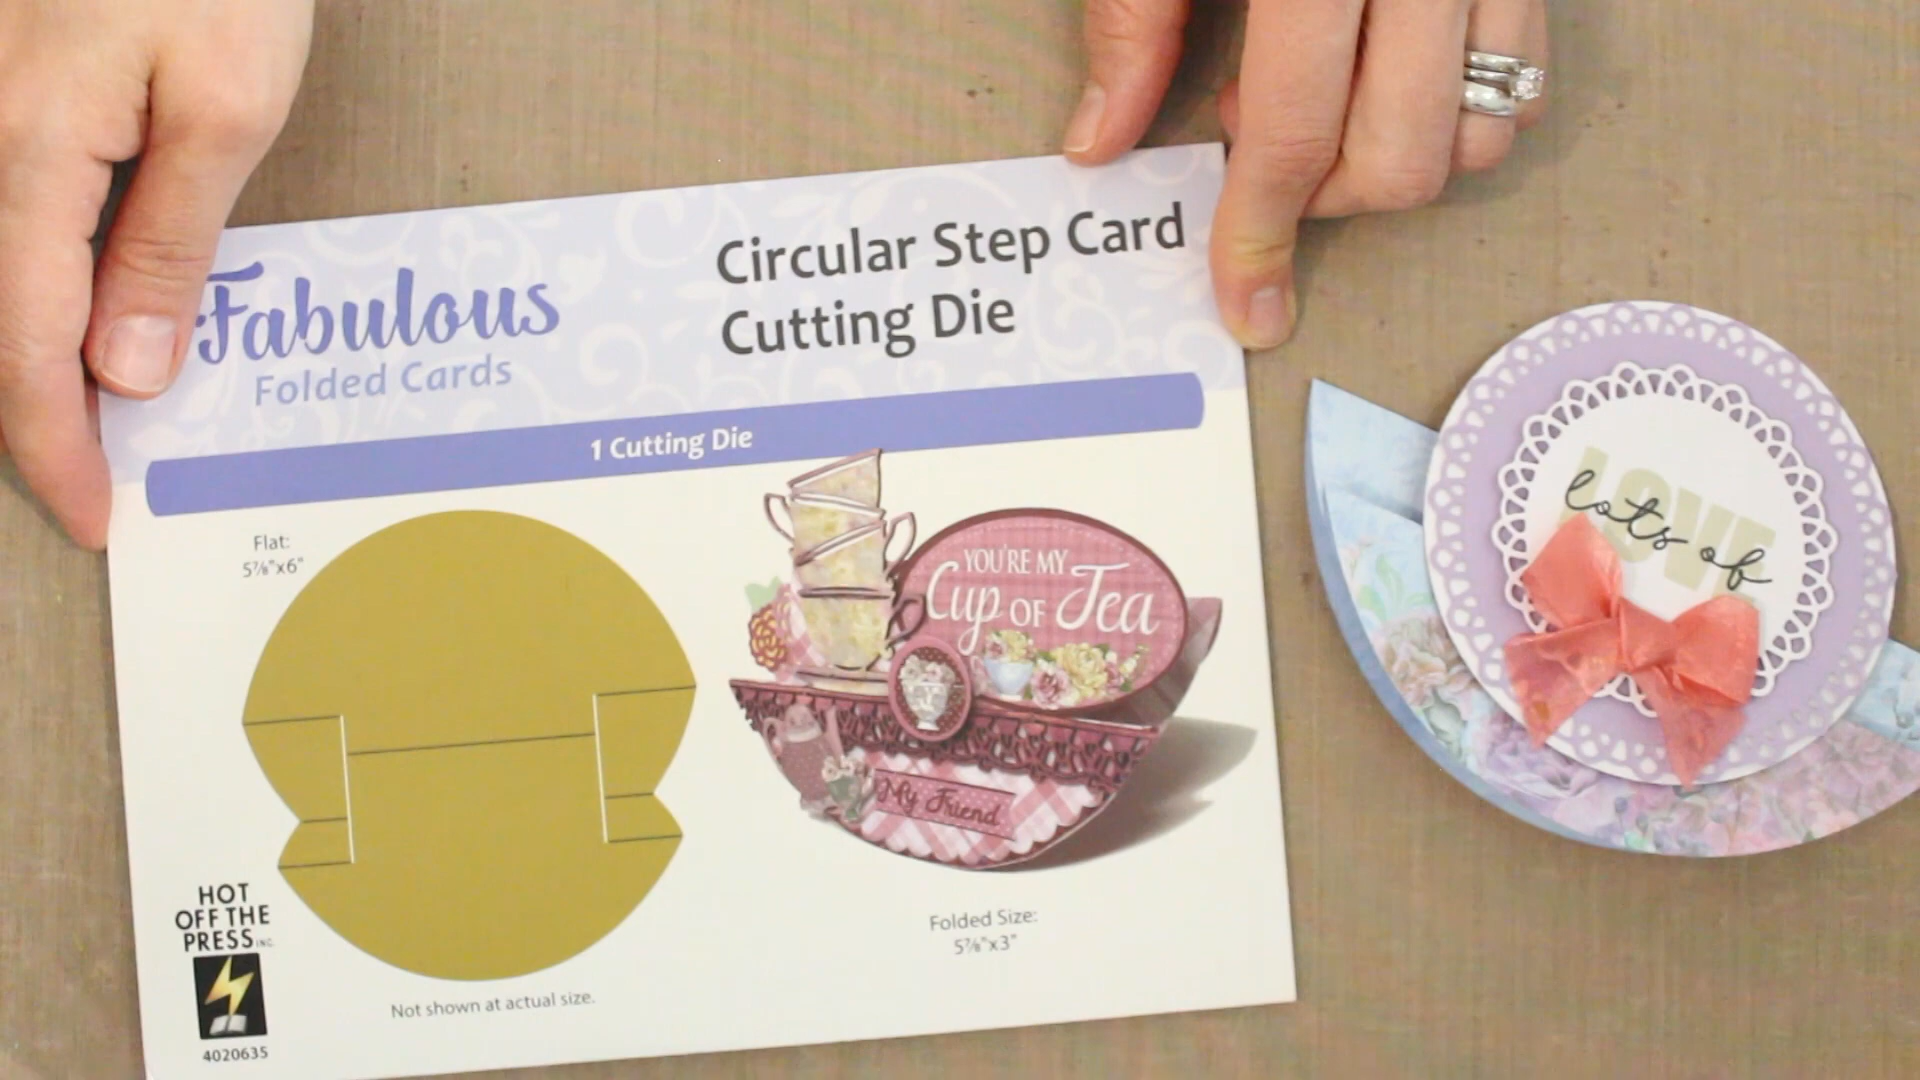 Fabulous
Folded Cards
Circular Step Card
Cutting Die
1 Cutting Die
Flat:
5⅞"x6"
YOU'RE MY
Cup OF Tea
My Friend
Folded Size:
5⅞"x3"
HOT
OFF THE
PRESS INC.
4020635
Not shown at actual size.
LOVE
lots of